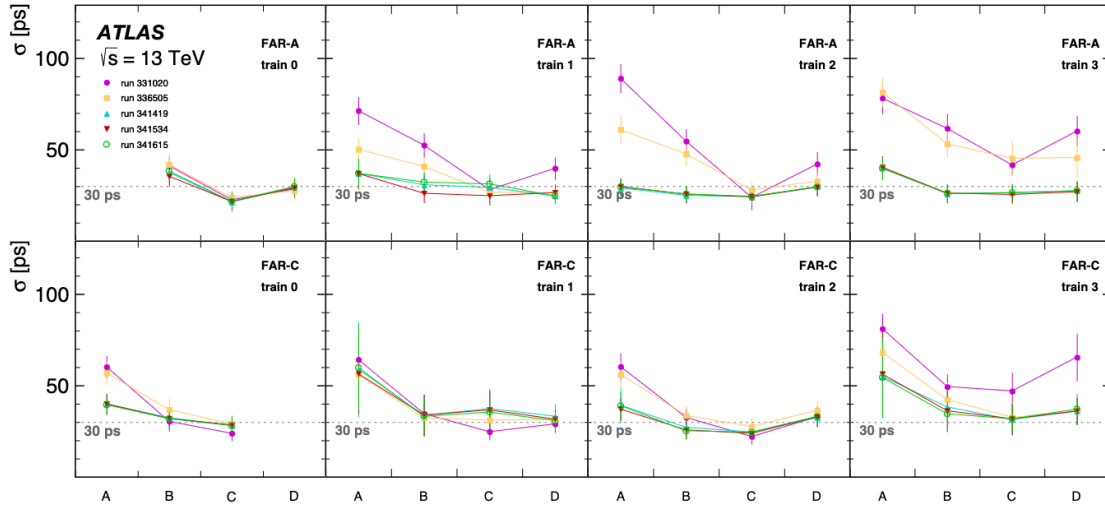 ATLAS
√s = 13 TeV
run 331020
run 336505
run 341419
run 341534
run 341615
σ [ps]
100
50
30 ps
FAR-A
train 0
FAR-A
train 1
30 ps
FAR-A
train 2
30 ps
FAR-A
train 3
30 ps
σ [ps]
100
50
30 ps
FAR-C
train 0
FAR-C
train 1
30 ps
FAR-C
train 2
30 ps
FAR-C
train 3
30 ps
A B C D A B C D A B C D A B C D